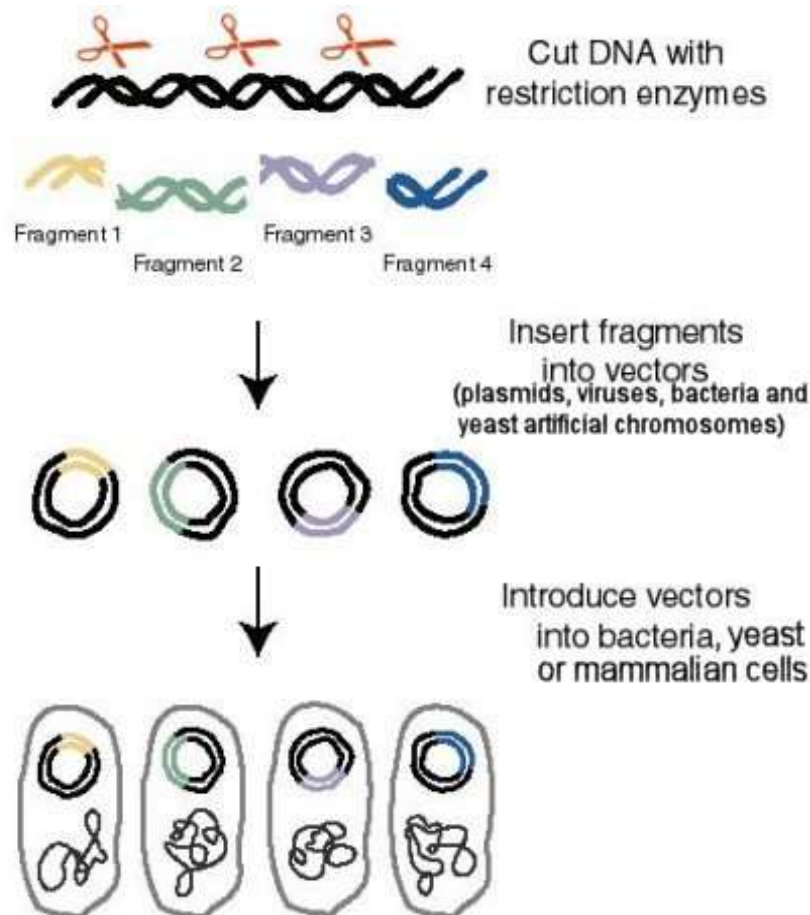 Cut DNA with
restriction enzymes
Fragment 1
Fragment 2
Fragment 3
Fragment 4
Insert fragments
into vectors
(plasmids, viruses, bacteria and
yeast artificial chromosomes)
Introduce vectors
into bacteria, yeast
or mammalian cells